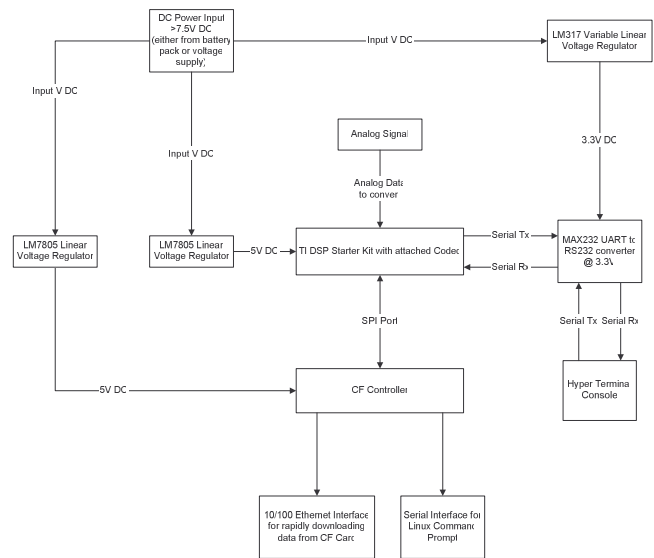 DC Power Input
>7.5V DC
(either from battery
pack or voltage
supply)
Input V DC
LM317 Variable Linear
Voltage Regulator
Input V DC
Input V DC
3.3V DC
Analog Signal
Analog Data
to conver
LM7805 Linear
Voltage Regulator
LM7805 Linear
Voltage Regulator
5V DC
TI DSP Starter Kit with attached Codec
Serial Tx
Serial Rx
MAX232 UART to
RS232 converter
@ 3.3V
SPI Port
Serial Tx
Serial Rx
Hyper Termina
Console
5V DC
CF Controller
10/100 Ethernet Interface
for rapidly downloading
data from CF Card
Serial Interface for
Linux Command
Prompt